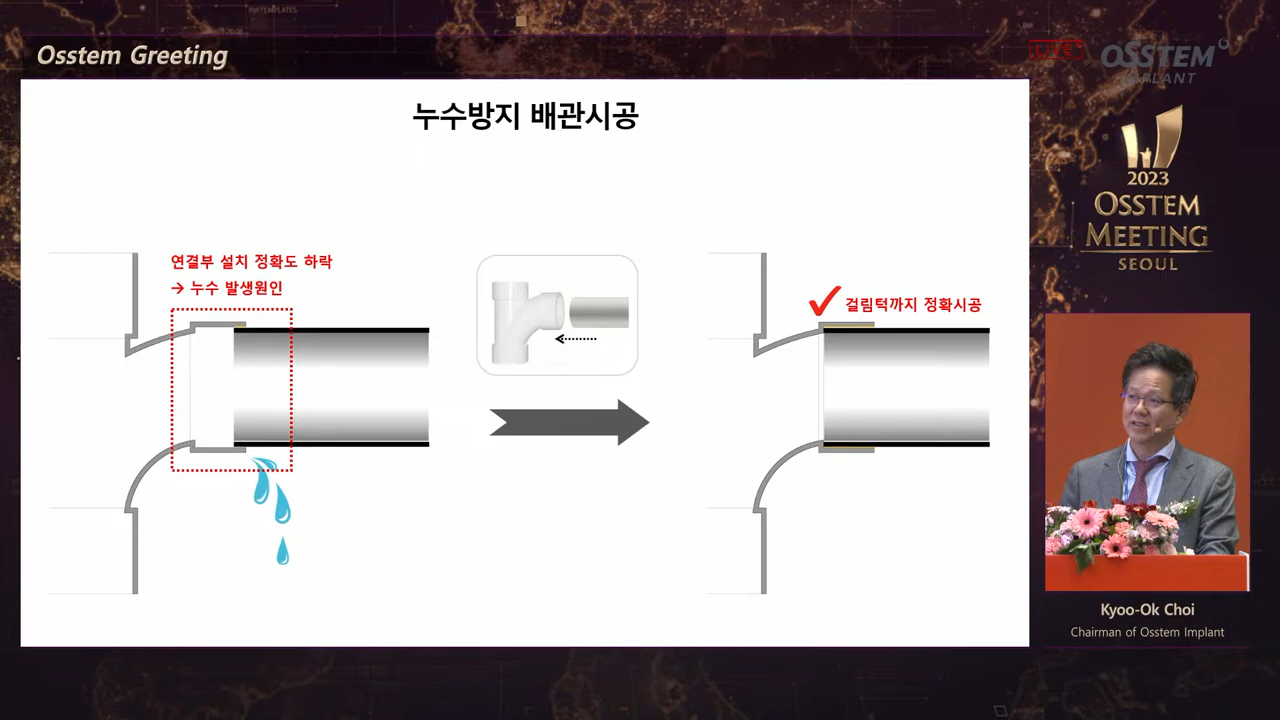 Osstem Greeting
LIVE
OSSTEM
IMPLANT
누수방지 배관시공
연결부 설치 정확도 하락
→ 누수 발생원인
걸림턱까지 정확시공
2023
OSSTEM
MEETING
SEOUL
Kyoo-Ok Choi
Chairman of Osstem Implant